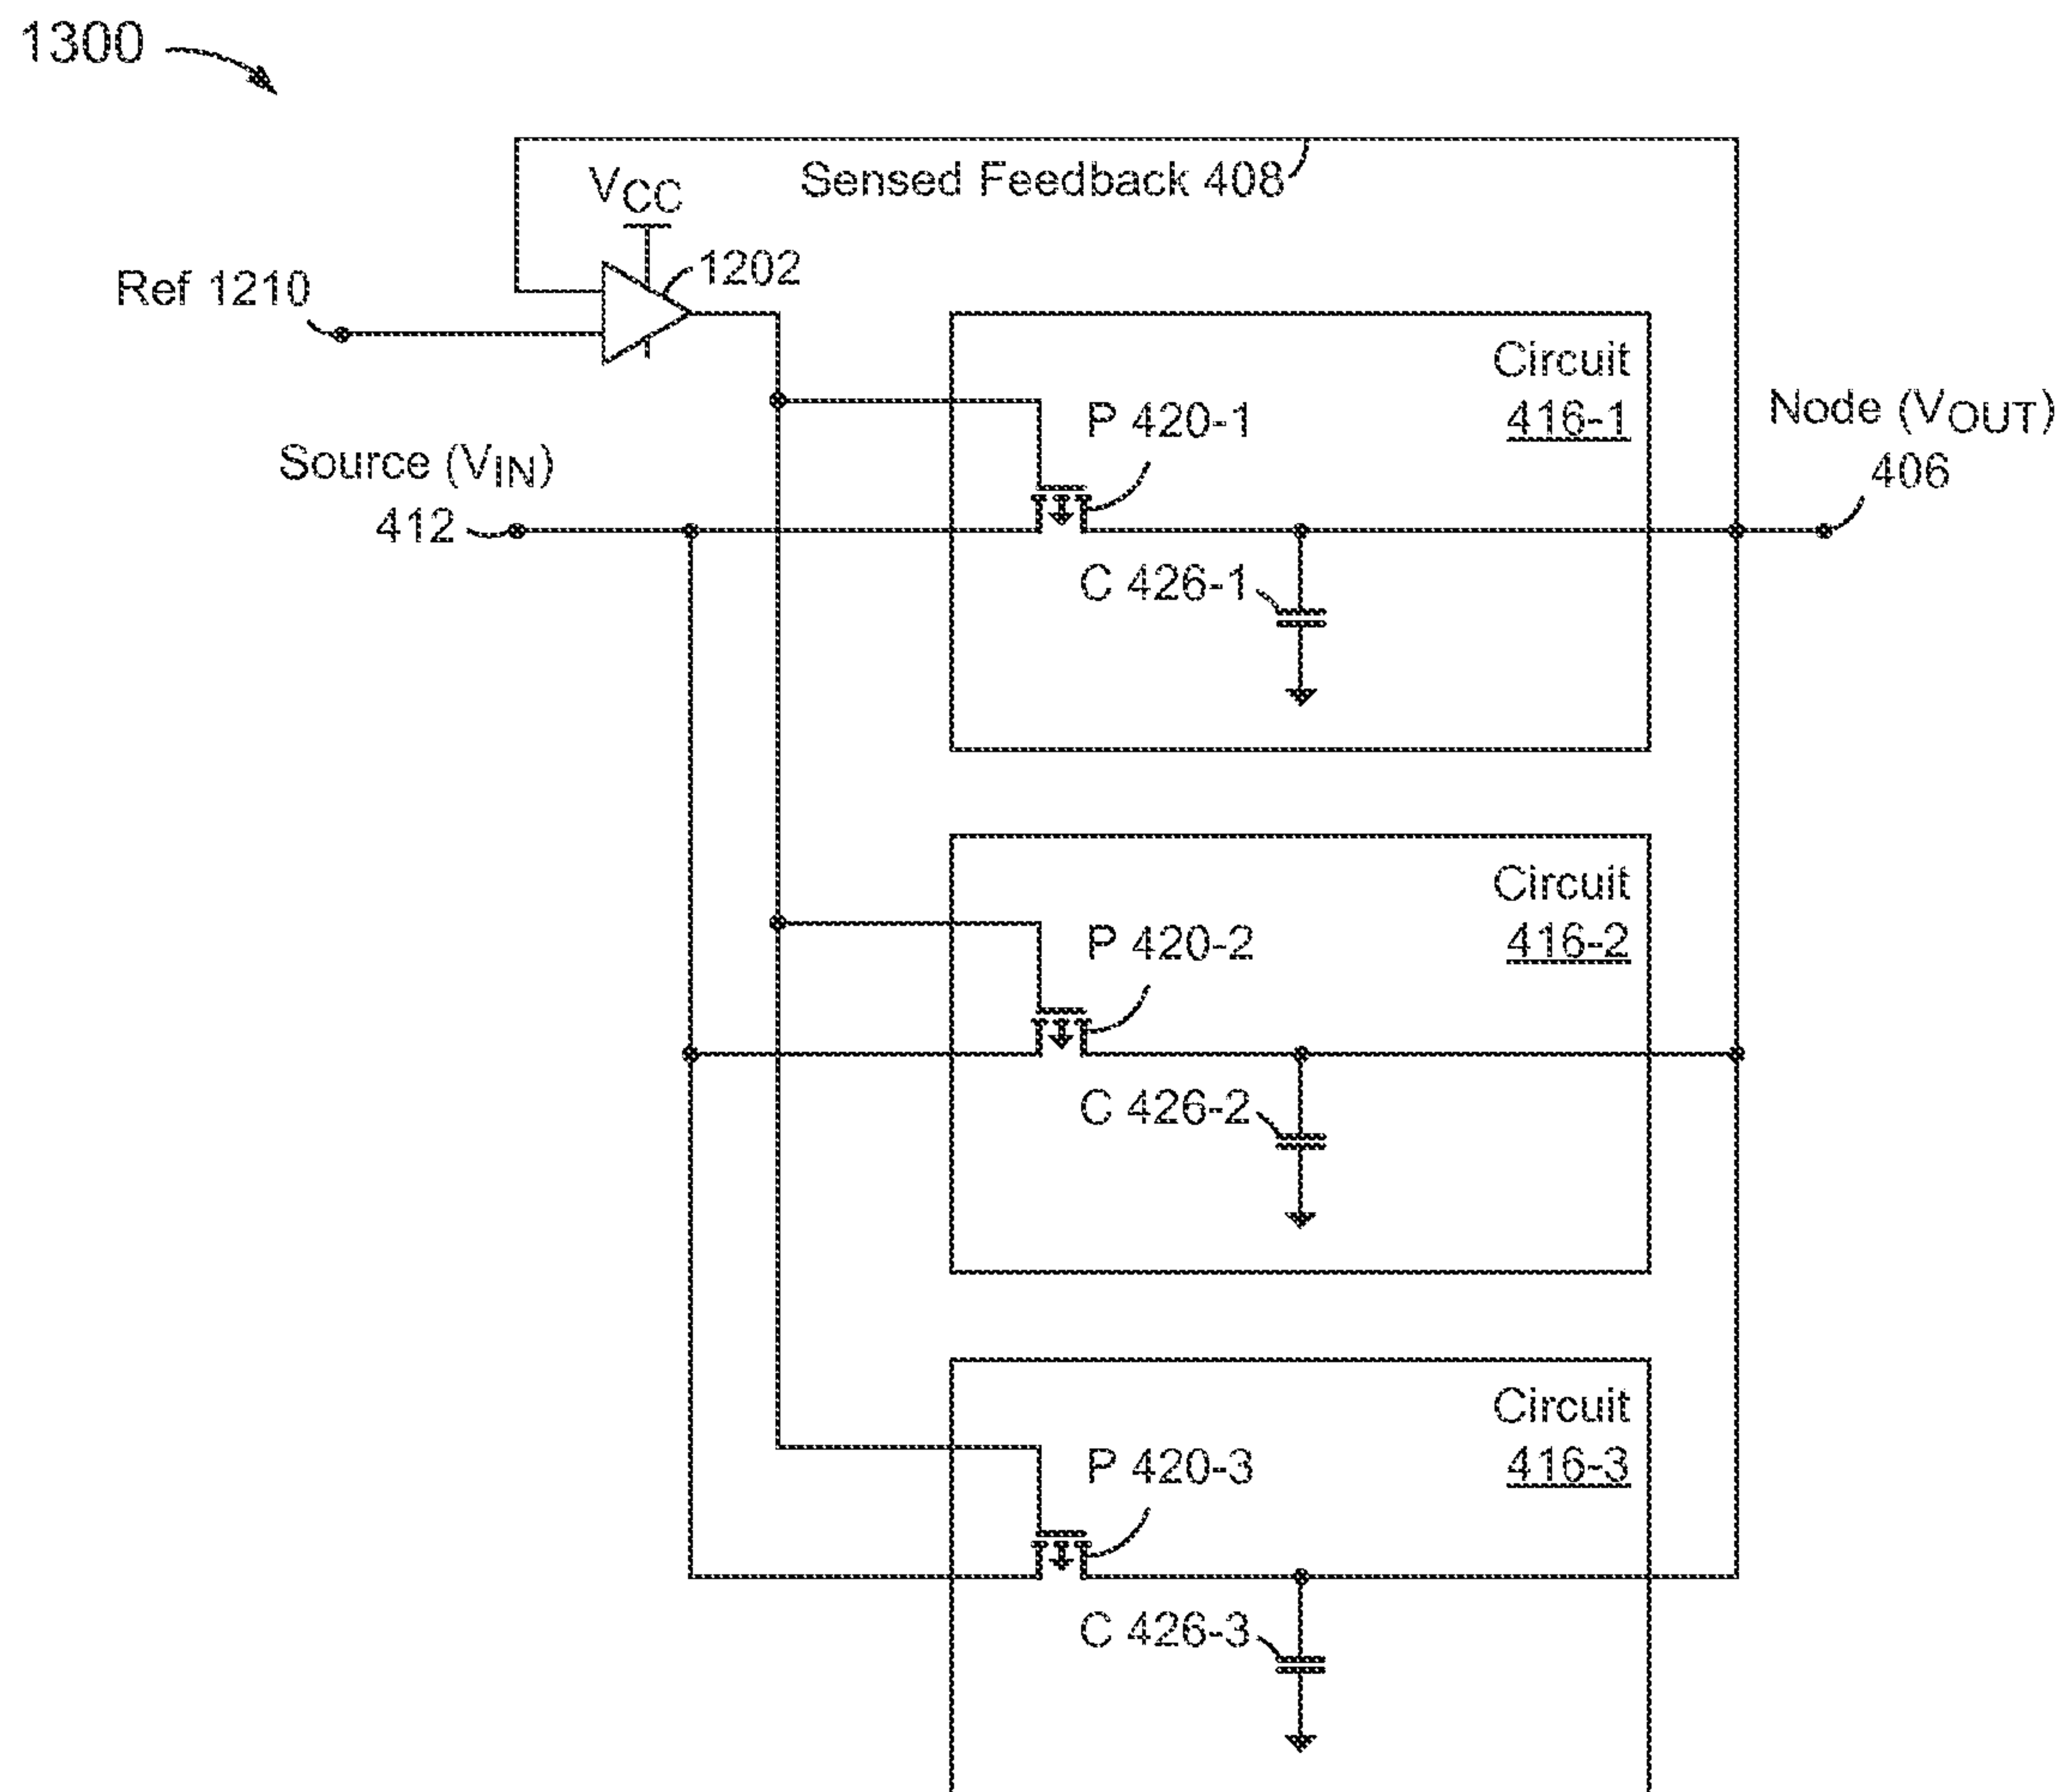 1300
Sensed Feedback 408
VCC
1202
Ref 1210
Circuit
416-1
P 420-1
Node (VOUT)
406
Source (VIN)
412
C 426-1
Circuit
416-2
P 420-2
C 426-2
Circuit
416-3
P 420-3
C 426-3